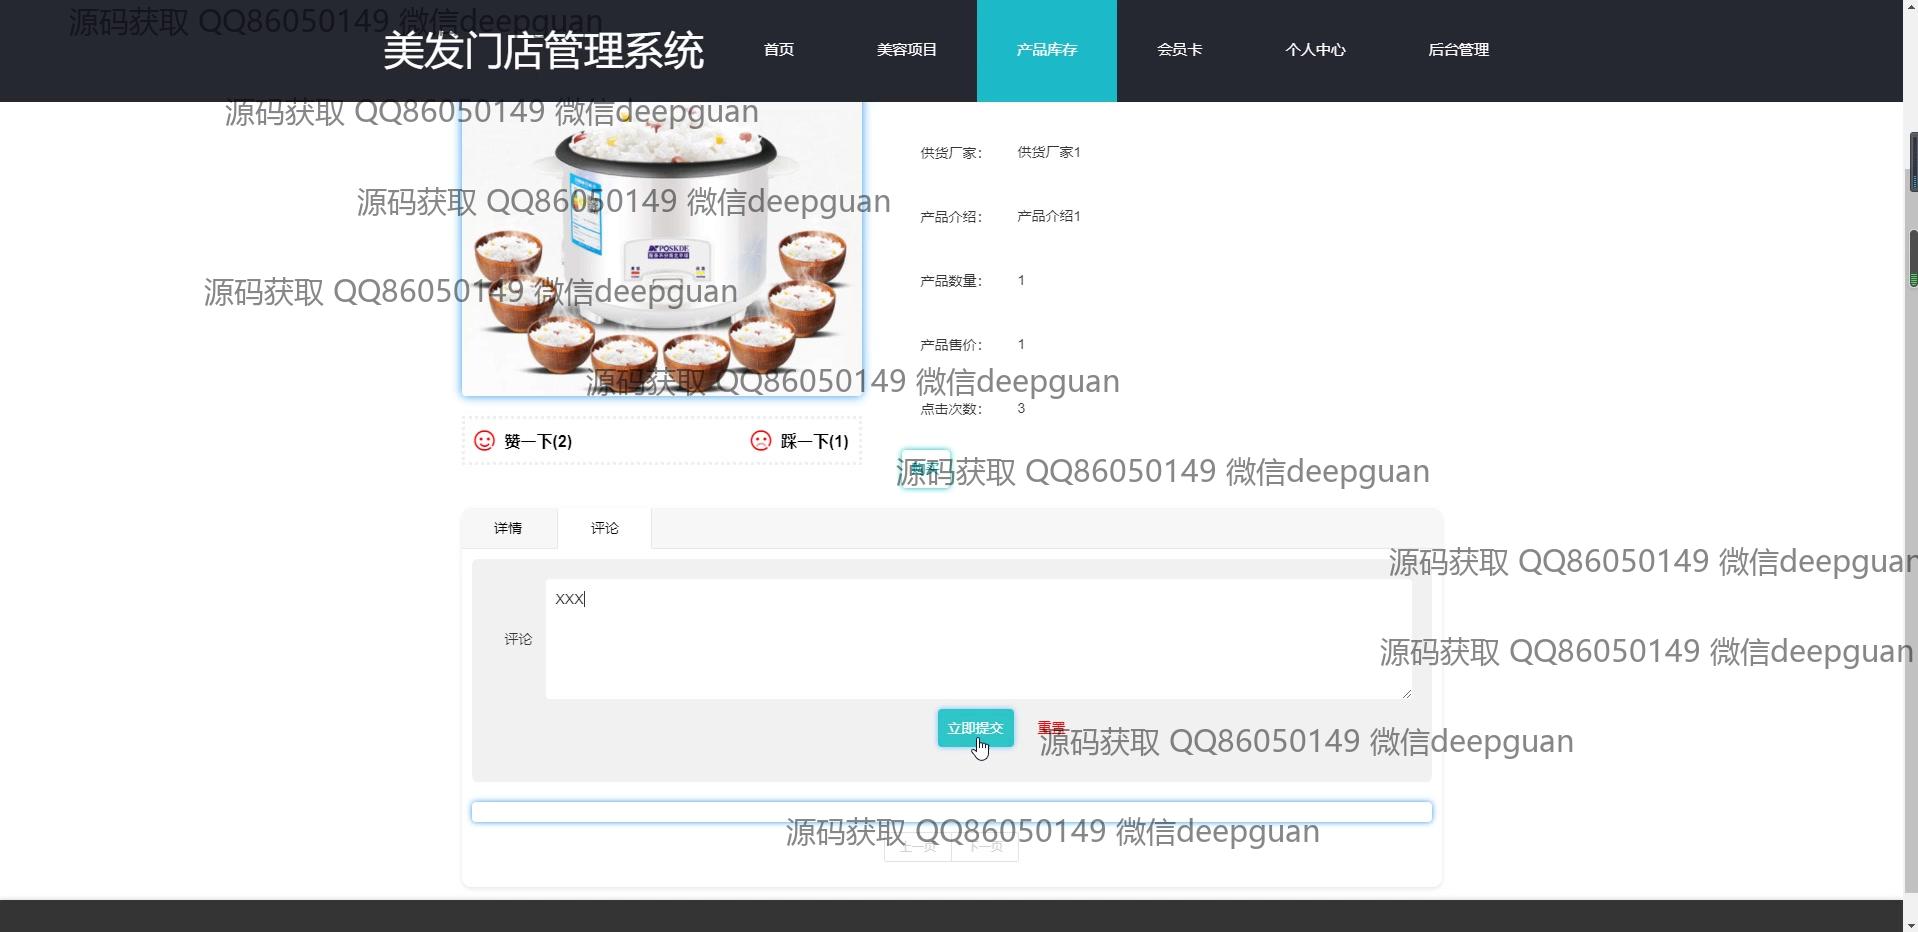 源码获取 QQ86050149 微信deepguan
美发门店管理系统
首页
美容项目
产品库存
会员卡
个人中心
后台管理
源码获取 QQ86050149 微信deepguan
供货厂家：
供货厂家1
源码获取 QQ86050149 微信deepguan
产品介绍：
产品介绍1
POSKDE
产品数量：
1
源码获取 QQ86050149 微信deepguan
产品售价：
1
源码获取 QQ86050149 微信deepguan
点击次数：
3
赞一下(2)
踩一下(1)
源码获取 QQ86050149 微信deepguan
详情
评论
源码获取 QQ86050149 微信deepguan
XXX
评论
源码获取 QQ86050149 微信deepguan
立即提交
重置
源码获取 QQ86050149 微信deepguan
源码获取 QQ86050149 微信deepguan
上一页
下一页